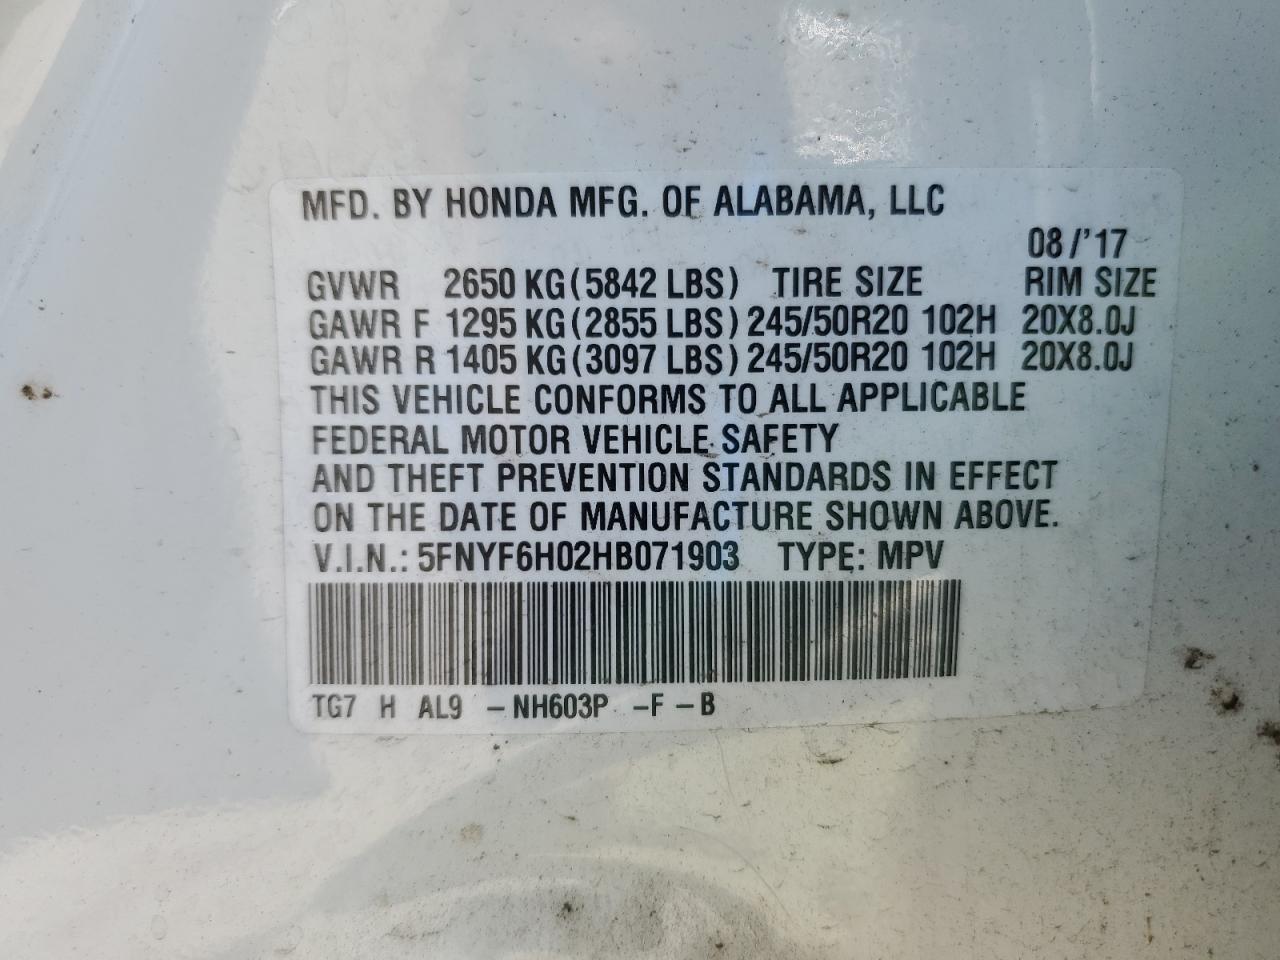 MFD. BY HONDA MFG. OF ALABAMA, LLC
08 /'17
GVWR 2650 KG (5842 LBS) TIRE SIZE RIM SIZE
GAWR F 1295 KG (2855 LBS) 245/50R20 102H 20X8.0J
GAWR R 1405 KG (3097 LBS) 245/50R20 102H 20X8.0J
THIS VEHICLE CONFORMS TO ALL APPLICABLE
FEDERAL MOTOR VEHICLE SAFETY
AND THEFT PREVENTION STANDARDS IN EFFECT
ON THE DATE OF MANUFACTURE SHOWN ABOVE.
V.I.N.: 5FNYF6H02HB071903 TYPE: MPV
TG7 H AL9 – NH603P –F – B